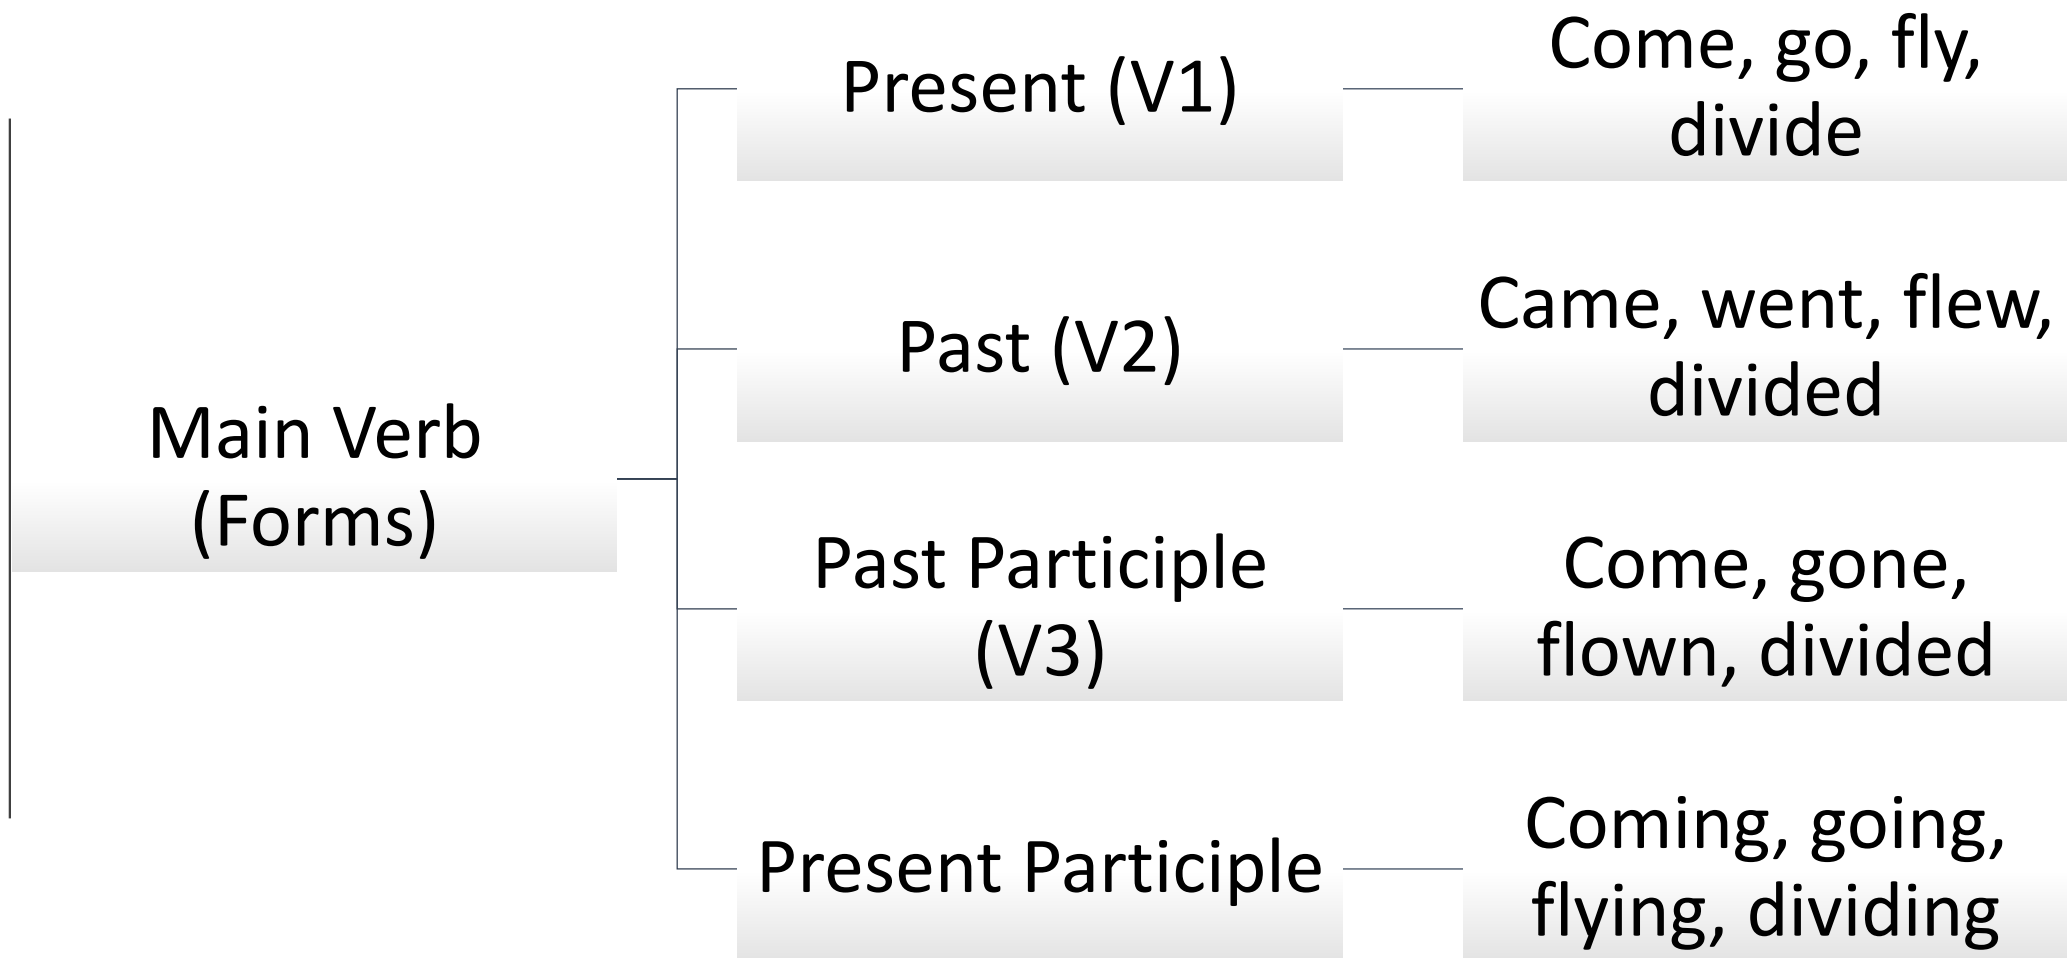 Main Verb
(Forms)
Present (V1)
Come, go, fly,
divide
Past (V2)
Came, went, flew,
divided
Past Participle
(V3)
Come, gone,
flown, divided
Present Participle
Coming, going,
flying, dividing